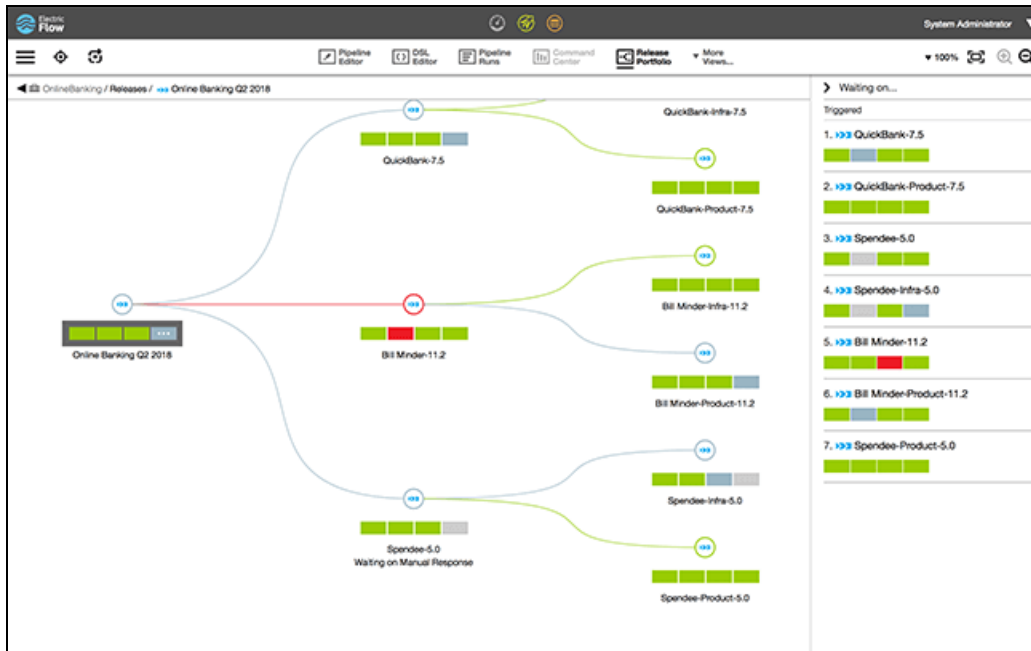 Electric
Flow
System Administrator
Pipeline
Editor
DSL
Editor
Pipeline
Runs
Command
Center
Release
Portfolio
More
Views...
100%
OnlineBanking / Releases / Online Banking Q2 2018
Waiting on...
Triggered
1. QuickBank-7.5
2. QuickBank-Product-7.5
3. Spendee-5.0
4. Spendee-Infra-5.0
5. Bill Minder-11.2
6. Bill Minder-Product-11.2
7. Spendee-Product-5.0
QuickBank-Infra-7.5
QuickBank-7.5
QuickBank-Product-7.5
Bill Minder-Infra-11.2
Online Banking Q2 2018
Bill Minder-11.2
Bill Minder-Product-11.2
Spendee-Infra-5.0
Spendee-5.0
Waiting on Manual Response
Spendee-Product-5.0